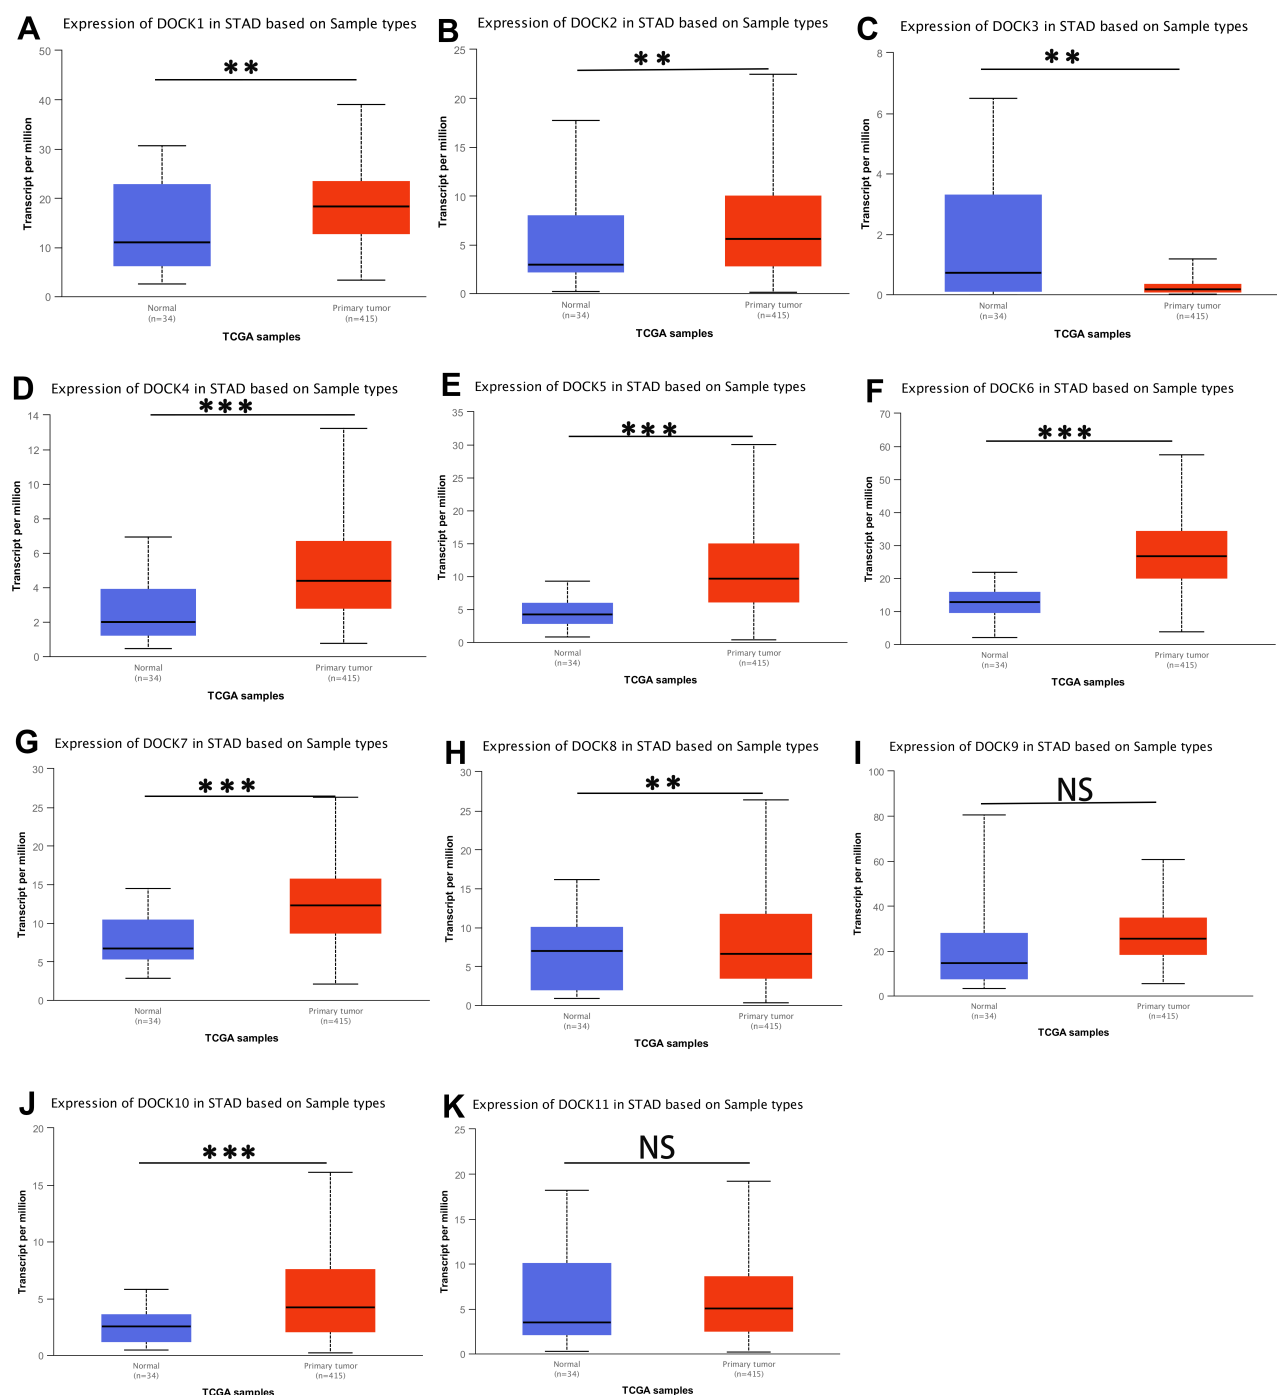 A Expression of DOCK1 in STAD based on Sample types
**
Transcript per million
50
40
30
20
10
0
Normal
(n=34)
Primary tumor
(n=415)
TCGA samples
B Expression of DOCK2 in STAD based on Sample types
**
Transcript per million
25
20
15
10
5
0
Normal
(n=34)
Primary tumor
(n=415)
TCGA samples
C Expression of DOCK3 in STAD based on Sample types
**
Transcript per million
8
6
4
2
0
Normal
(n=34)
Primary tumor
(n=415)
TCGA samples
D Expression of DOCK4 in STAD based on Sample types
***
Transcript per million
14
12
10
8
6
4
2
0
Normal
(n=34)
Primary tumor
(n=415)
TCGA samples
E Expression of DOCK5 in STAD based on Sample types
***
Transcript per million
35
30
25
20
15
10
5
0
Normal
(n=34)
Primary tumor
(n=415)
TCGA samples
F Expression of DOCK6 in STAD based on Sample types
***
Transcript per million
70
60
50
40
30
20
10
0
Normal
(n=34)
Primary tumor
(n=415)
TCGA samples
G Expression of DOCK7 in STAD based on Sample types
***
Transcript per million
30
25
20
15
10
5
0
Normal
(n=34)
Primary tumor
(n=415)
TCGA samples
H Expression of DOCK8 in STAD based on Sample types
**
Transcript per million
30
25
20
15
10
5
0
Normal
(n=34)
Primary tumor
(n=415)
TCGA samples
I Expression of DOCK9 in STAD based on Sample types
NS
Transcript per million
100
80
60
40
20
0
Normal
(n=34)
Primary tumor
(n=415)
TCGA samples
J Expression of DOCK10 in STAD based on Sample types
***
Transcript per million
20
15
10
5
0
Normal
(n=34)
Primary tumor
(n=415)
TCGA samples
K Expression of DOCK11 in STAD based on Sample types
NS
Transcript per million
25
20
15
10
5
0
Normal
(n=34)
Primary tumor
(n=415)
TCGA samples